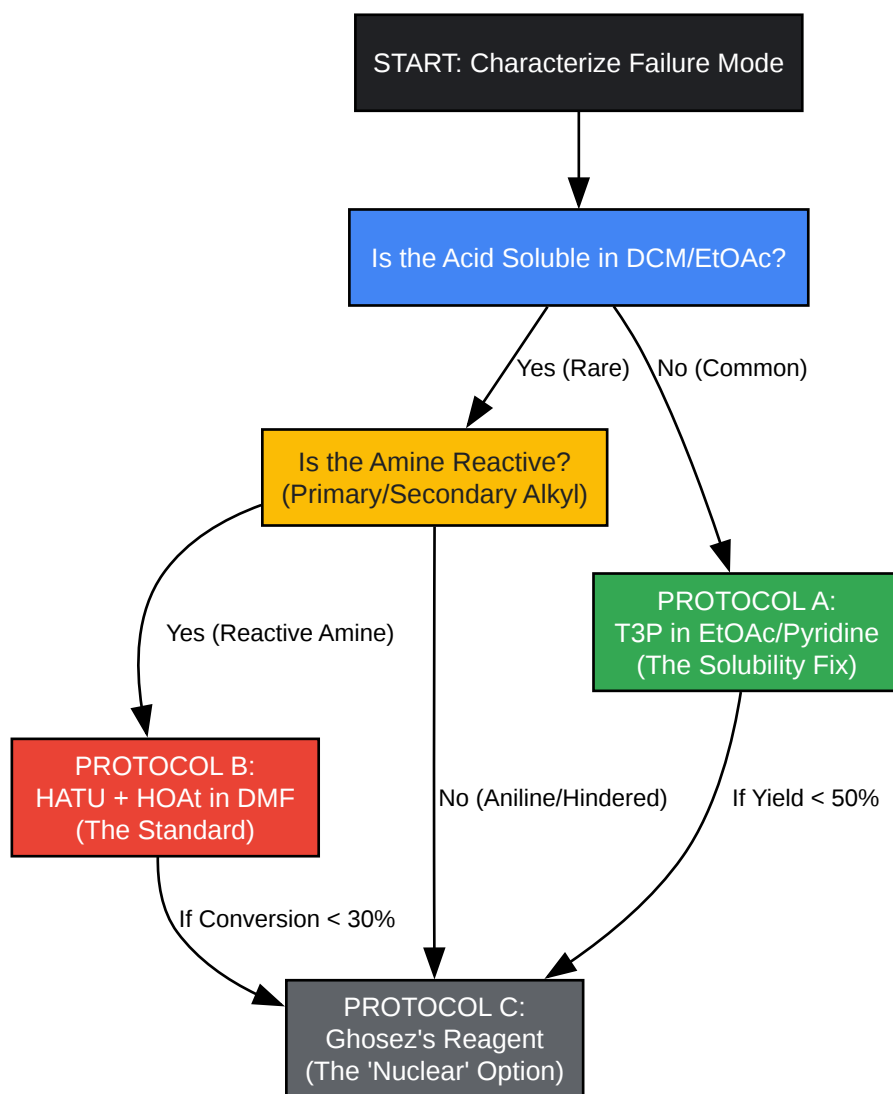 START: Characterize Failure Mode
Is the Acid Soluble in DCM/EtOAc?
Yes (Rare)
No (Common)
Is the Amine Reactive?
(Primary/Secondary Alkyl)
PROTOCOL A:
T3P in EtOAc/Pyridine
(The Solubility Fix)
Yes (Reactive Amine)
PROTOCOL B:
HATU + HOAt in DMF
(The Standard)
No (Aniline/Hindered)
If Yield < 50%
If Conversion < 30%
PROTOCOL C:
Ghosez's Reagent
(The 'Nuclear' Option)